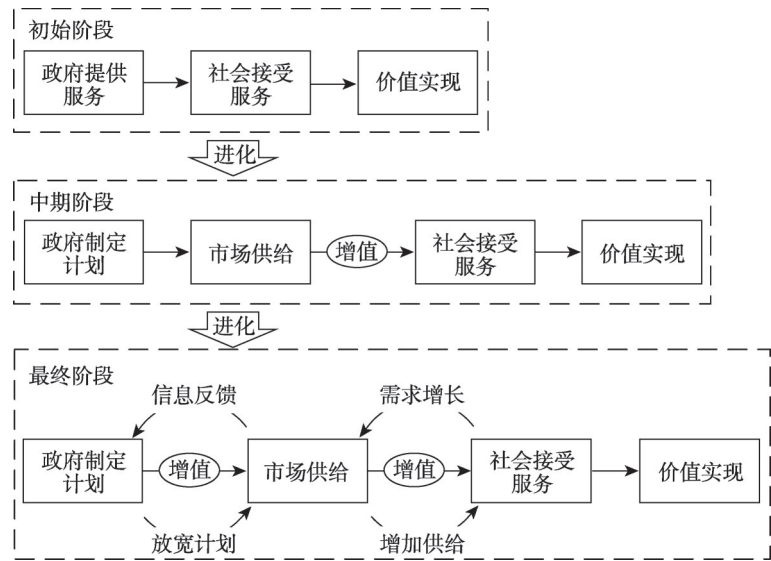 初始阶段
政府提供
服务
社会接受
服务
价值实现
进化
中期阶段
政府制定
计划
市场供给
增值
社会接受
服务
价值实现
进化
最终阶段
信息反馈
需求增长
政府制定
计划
增值
市场供给
增值
社会接受
服务
价值实现
放宽计划
增加供给